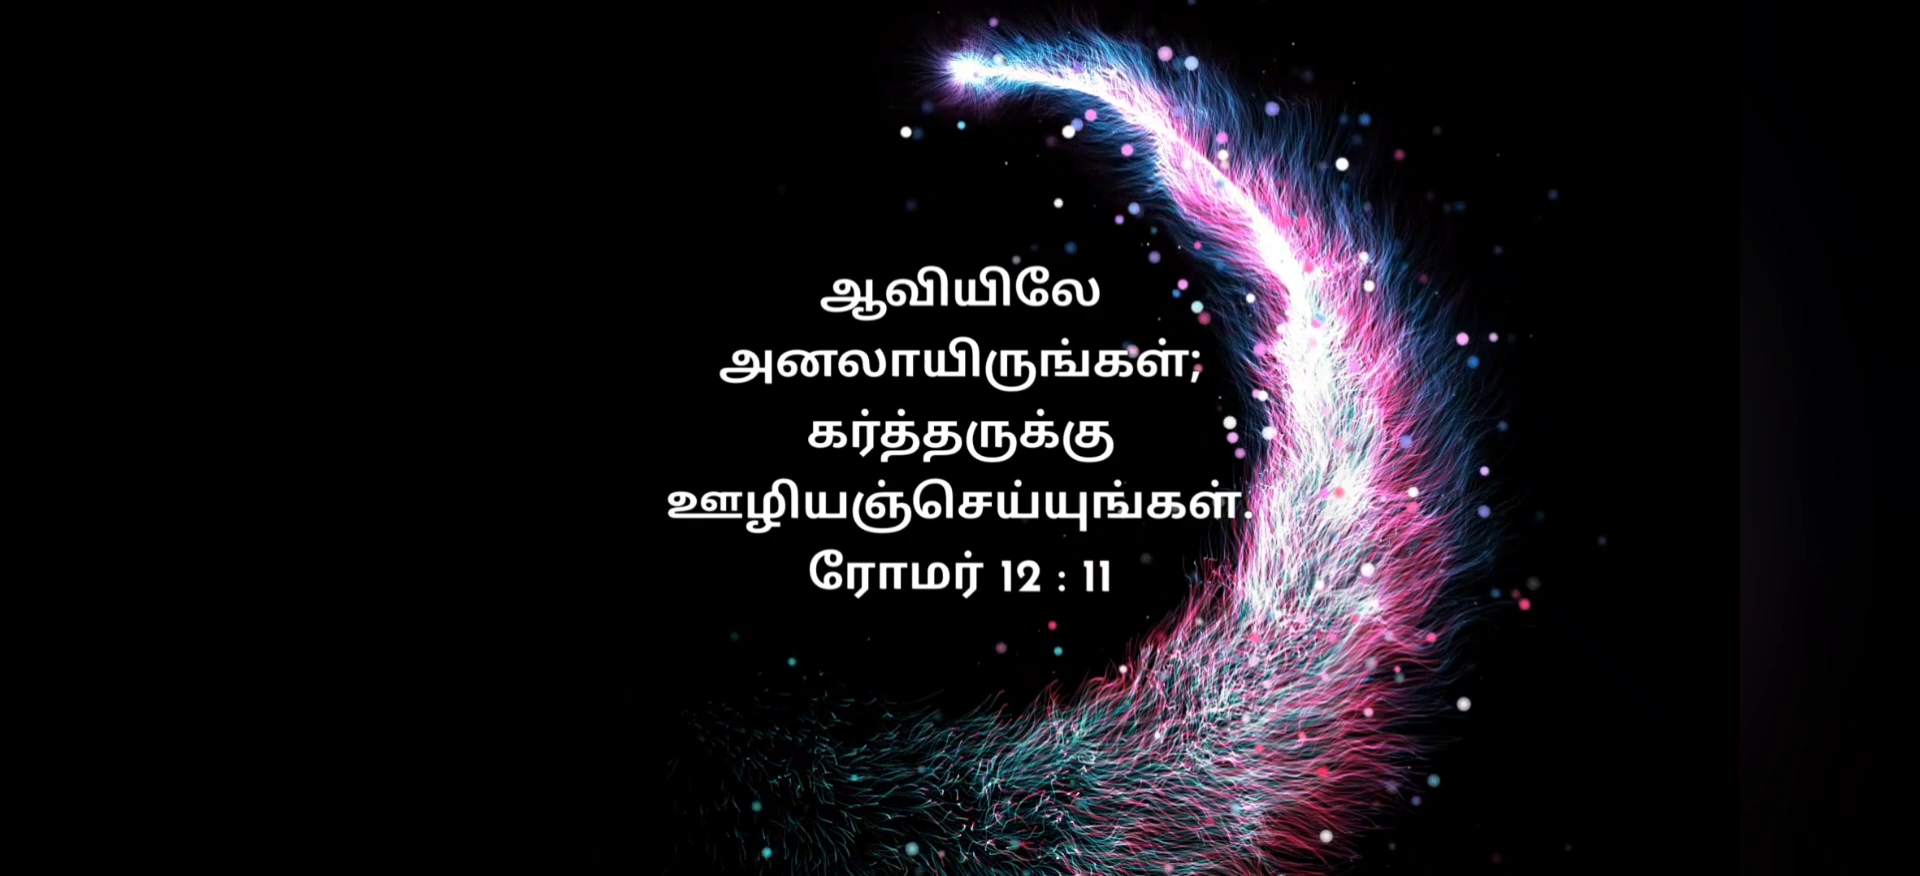 ஆவியிலே
அனலாயிருங்கள்;
கர்த்தருக்கு
ஊழியஞ்செய்யுங்கள்.
ரோமர் 12 : 11